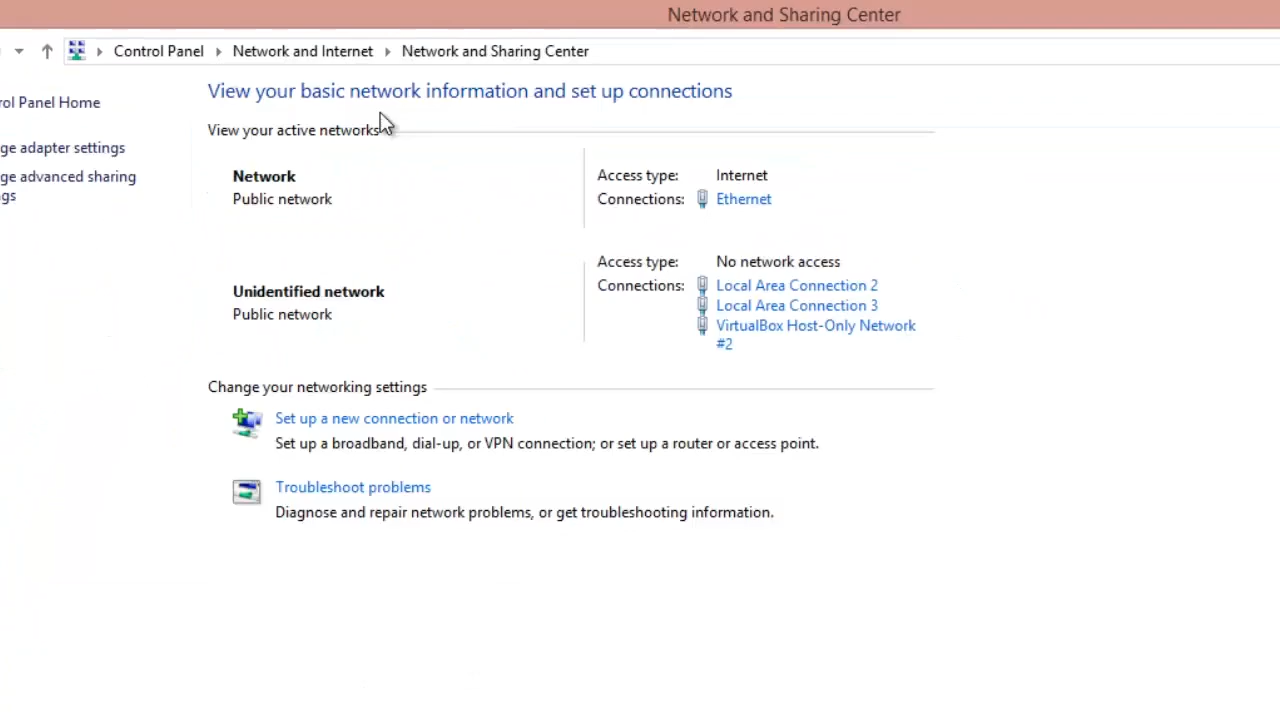 Network and Sharing Center
Control Panel Network and Internet Network and Sharing Center
rol Panel Home
ge adapter settings
ge advanced sharing
gs
View your basic network information and set up connections
View your active networks
Network
Public network
Access type: Internet
Connections: Ethernet
Unidentified network
Public network
Access type: No network access
Connections: Local Area Connection 2
Local Area Connection 3
VirtualBox Host-Only Network
#2
Change your networking settings
Set up a new connection or network
Set up a broadband, dial-up, or VPN connection; or set up a router or access point.
Troubleshoot problems
Diagnose and repair network problems, or get troubleshooting information.